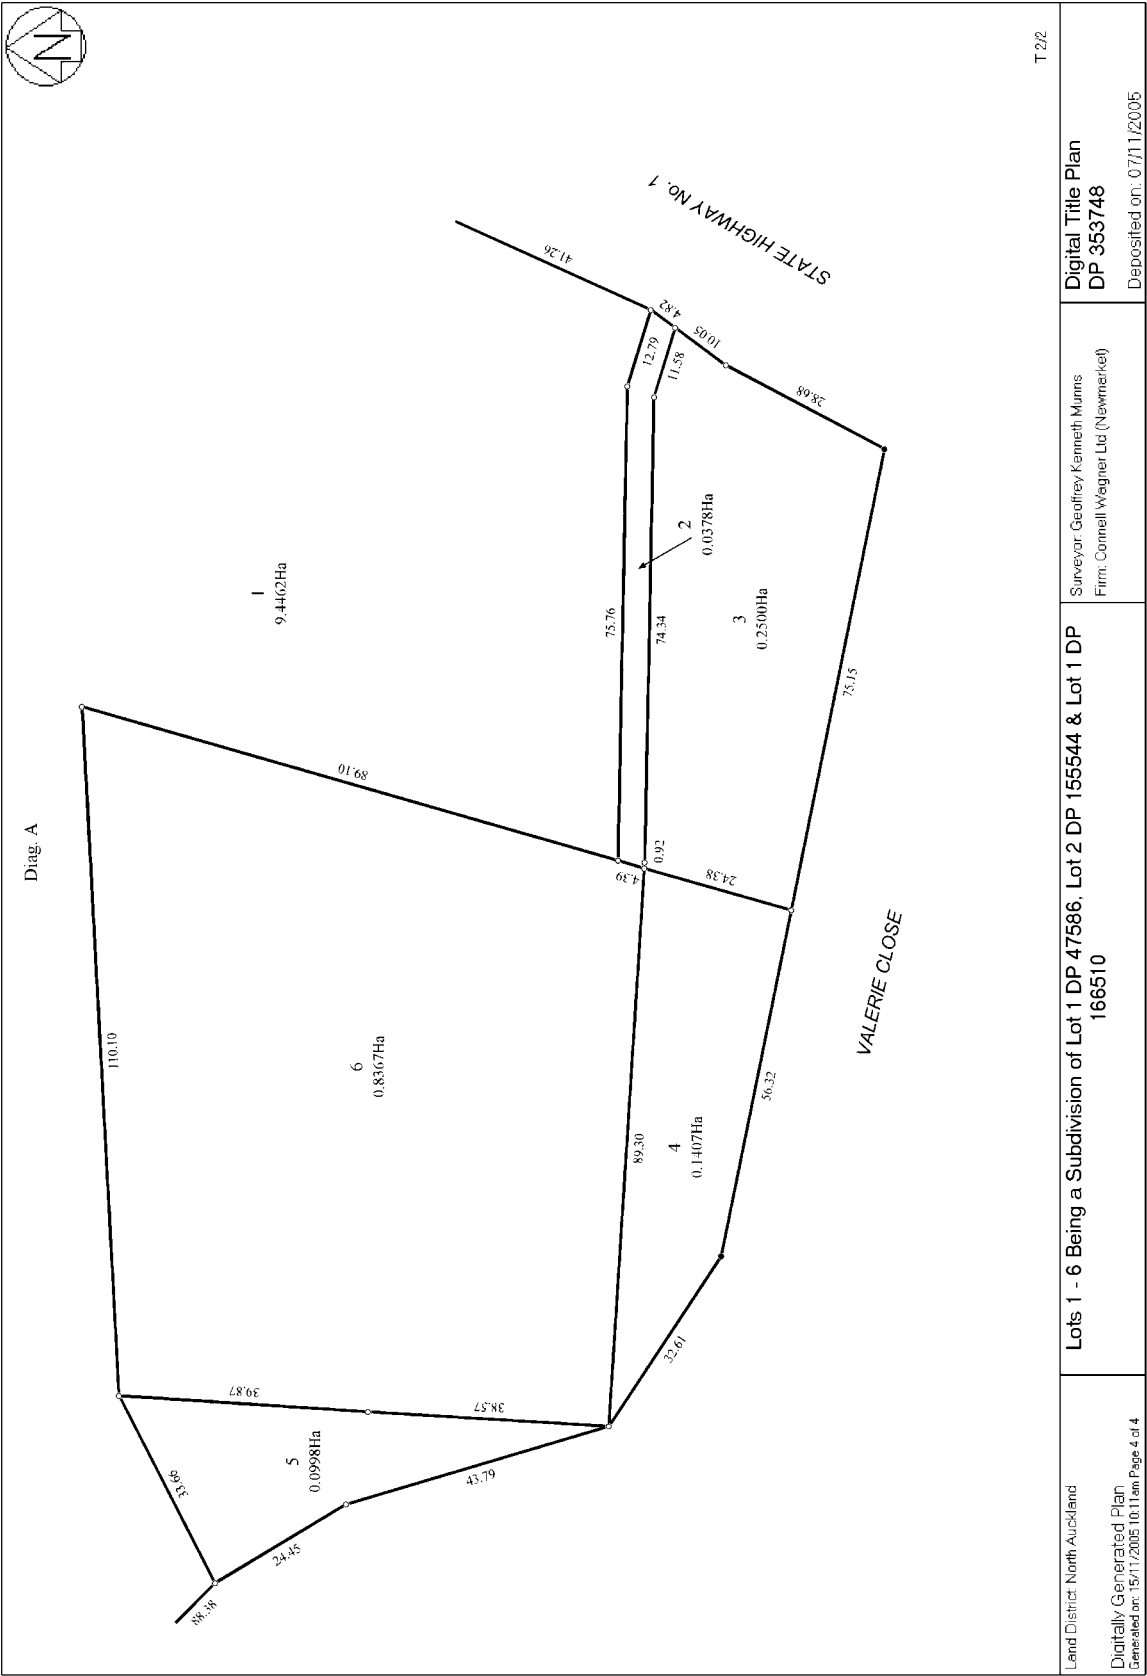 Diag. A
N
T 2/2
1
9.4462Ha
41.26
STATE HIGHWAY No. 1
4.82
12.79
10.05
11.58
28.68
2
0.0378Ha
75.76
74.34
3
0.2500Ha
75.15
89.10
0.92
4.39
24.38
VALERIE CLOSE
110.10
6
0.8367Ha
89.30
4
0.1407Ha
56.32
32.61
39.87
38.57
5
0.0998Ha
33.66
43.79
24.45
88.38
Land District: North Auckland
Digitally Generated Plan
Generated on: 15/11/2005 10:11am Page 4 of 4
Lots 1 - 6 Being a Subdivision of Lot 1 DP 47586, Lot 2 DP 155544 & Lot 1 DP
166510
Surveyor: Geoffrey Kenneth Munns
Firm: Connell Wagner Ltd (Newmarket)
Digital Title Plan
DP 353748
Deposited on: 07/11/2005